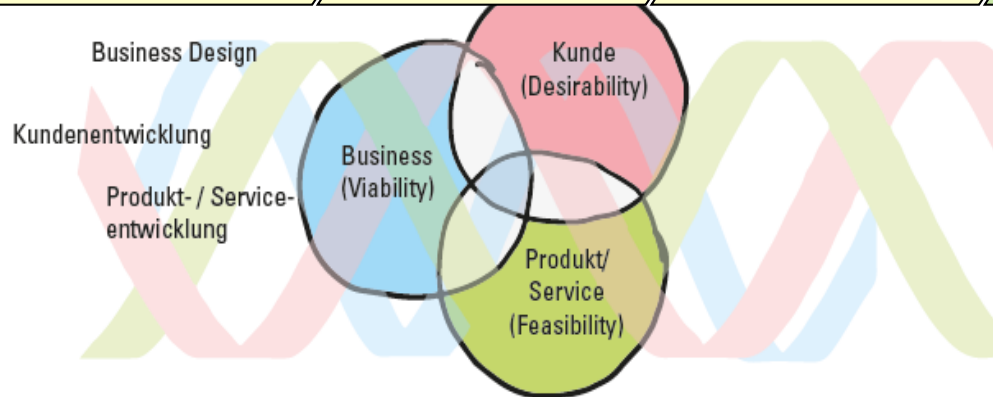 Business Design
Kundenentwicklung
Produkt- / Service-
entwicklung
Business
(Viability)
Kunde
(Desirability)
Produkt/
Service
(Feasibility)